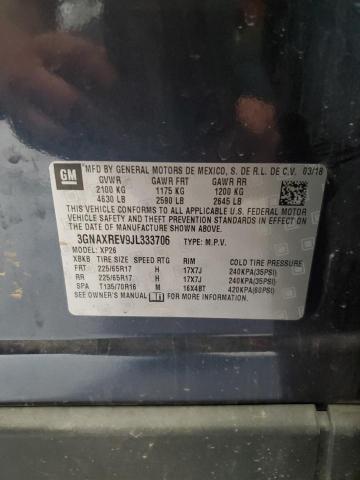 GM
MFD BY GENERAL MOTORS DE MEXICO, S. DE R.L. DE C.V. 03/18
GVWR GAWR FRT GAWR RR
2100 KG 1175 KG 1200 KG
4630 LB 2590 LB 2645 LB
THIS VEHICLE CONFORMS TO ALL APPLICABLE U.S. FEDERAL MOTOR
VEHICLE SAFETY AND THEFT PREVENTION STANDARDS IN EFFECT ON
THE DATE OF MANUFACTURE SHOWN ABOVE.
3GNAXREV9JL333706 TYPE: M.P.V.
MODEL: XP26
XBKB TIRE SIZE SPEED RTG RIM COLD TIRE PRESSURE
FRT 225/65R17 H 17X7J 240KPA(35PSI)
RR 225/65R17 H 17X7J 240KPA(35PSI)
SPA T135/70R16 M 16X4BT 420KPA(60PSI)
SEE OWNER'S MANUAL FOR MORE INFORMATION.